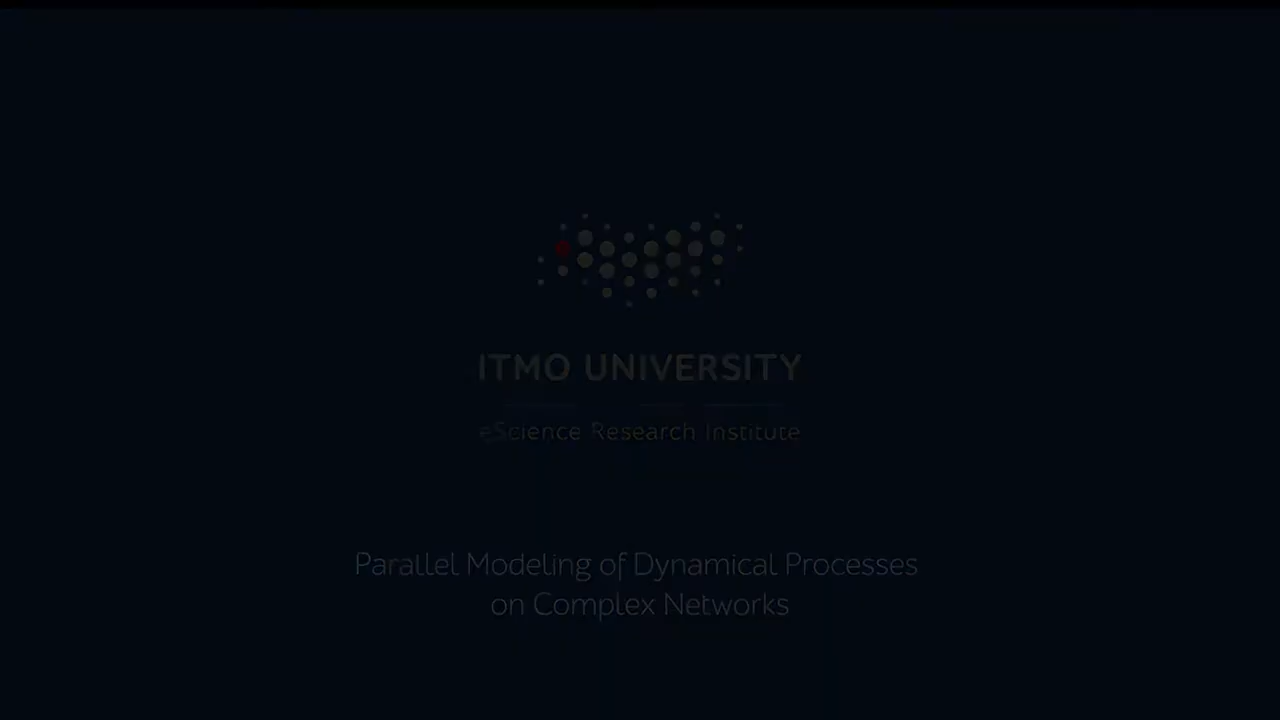 ITMO UNIVERSITY
eScience Research Institute
Parallel Modeling of Dynamical Processes
on Complex Networks